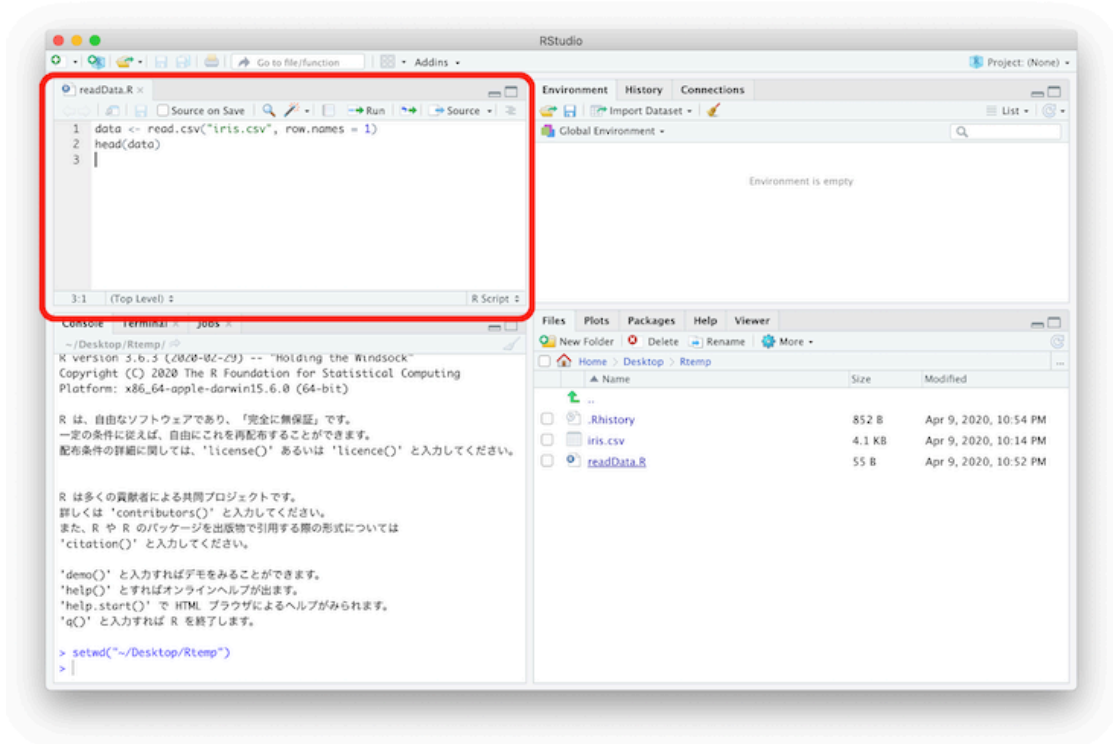 RStudio
Go to file/function
Addins
Project: (None)
readData.R
Source on Save
Run
Source
1 data <- read.csv("iris.csv", row.names = 1)
2 head(data)
3
3:1 (Top Level)
R Script
Console Terminal Jobs
~/Desktop/Rtemp/
R version 3.6.3 (2020-02-29) -- "Holding the Windsock"
Copyright (C) 2020 The R Foundation for Statistical Computing
Platform: x86_64-apple-darwin15.6.0 (64-bit)
R は、自由なソフトウェアであり、「完全に無保証」です。
一定の条件に従えば、自由にこれを再配布することができます。
配布条件の詳細に関しては、'license()' あるいは 'licence()' と入力してください。
R は多くの貢献者による共同プロジェクトです。
詳しくは 'contributors()' と入力してください。
また、R や R のパッケージを出版物で引用する際の形式については
'citation()' と入力してください。
'demo()' と入力すればデモをみることができます。
'help()' とすればオンラインヘルプが出ます。
'help.start()' で HTML ブラウザによるヘルプがみられます。
'q()' と入力すれば R を終了します。
> setwd("~/Desktop/Rtemp")
>
Environment History Connections
Import Dataset
List
Global Environment
Environment is empty
Files Plots Packages Help Viewer
New Folder Delete Rename More
Home Desktop Rtemp
...
Name Size Modified
..
.Rhistory 852 B Apr 9, 2020, 10:54 PM
iris.csv 4.1 KB Apr 9, 2020, 10:14 PM
readData.R 55 B Apr 9, 2020, 10:52 PM